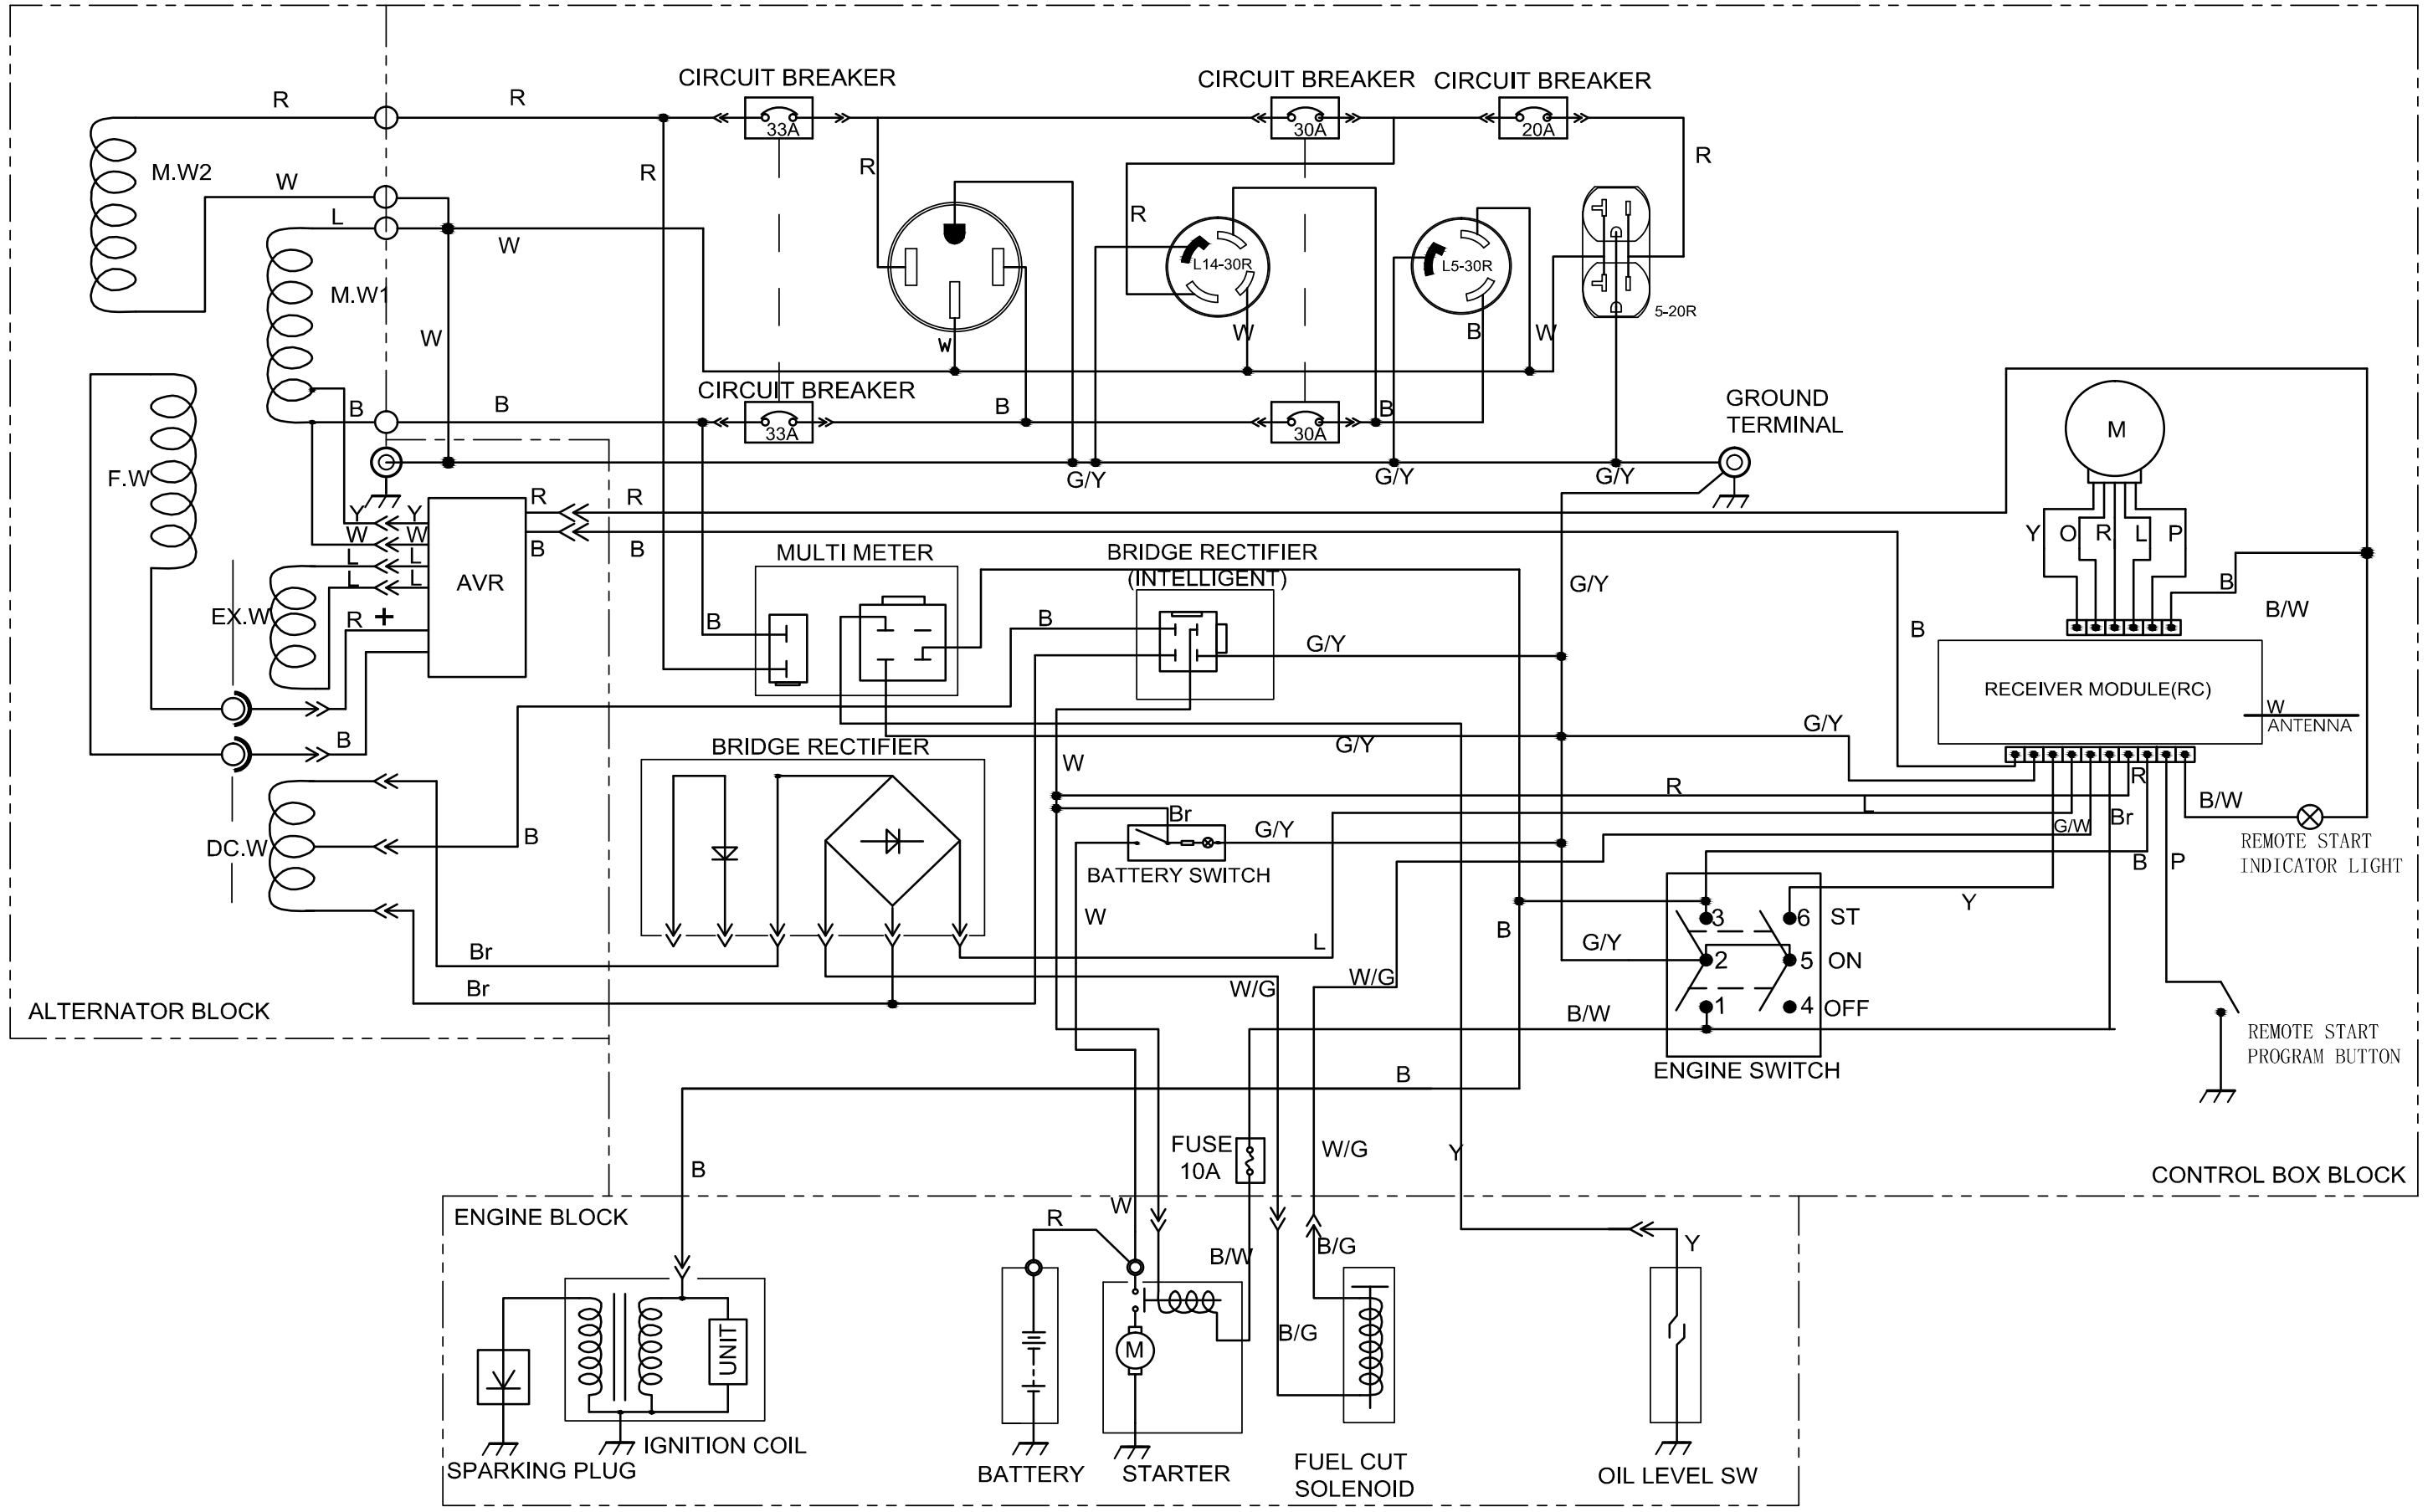 CIRCUIT BREAKER
CIRCUIT BREAKER
CIRCUIT BREAKER
R
R
33A
30A
20A
M.W2
R
R
R
W
R
L
W
L14-30R
L5-30R
M.W1
5-20R
W
W
W
B
W
CIRCUIT BREAKER
B
B
B
B
33A
30A
GROUND
TERMINAL
M
F.W
G/Y
G/Y
G/Y
R
R
Y
Y
W
W
B
B
L
L
L
L
AVR
MULTI METER
BRIDGE RECTIFIER
(INTELLIGENT)
Y
O
R
L
P
G/Y
B
B/W
EX.W
R
+
B
B
G/Y
B
RECEIVER MODULE(RC)
W
ANTENNA
B
BRIDGE RECTIFIER
G/Y
G/Y
W
R
R
B/W
L
Br
G/Y
G/W
Br
B
DC.W
REMOTE START
INDICATOR LIGHT
BATTERY SWITCH
B
P
W
Y
3
6
ST
B
L
G/Y
2
5
ON
Br
Br
W/G
W/G
B/W
1
4
OFF
ALTERNATOR BLOCK
REMOTE START
PROGRAM BUTTON
ENGINE SWITCH
B
FUSE
10A
W/G
Y
B
CONTROL BOX BLOCK
ENGINE BLOCK
R
W
B/W
B/G
Y
B/G
UNIT
M
SPARKING PLUG
IGNITION COIL
BATTERY
STARTER
FUEL CUT
SOLENOID
OIL LEVEL SW